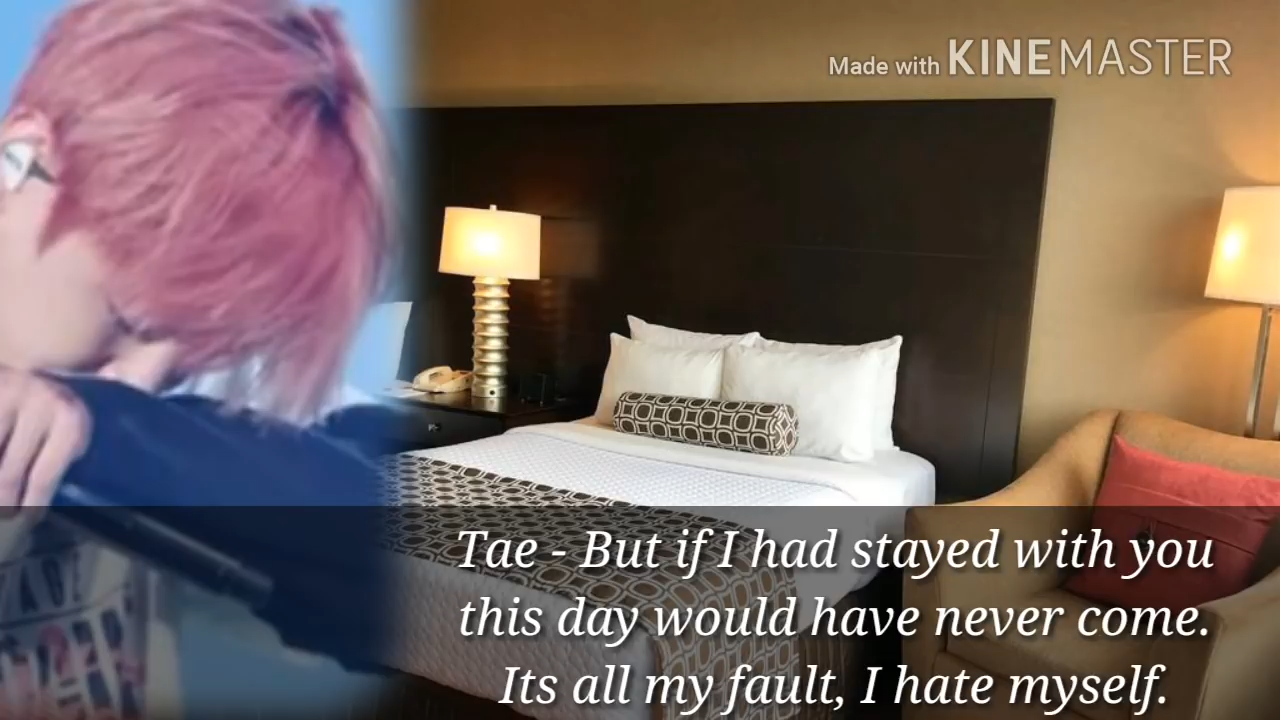 Made with KINEMASTER
Tae - But if I had stayed with you
this day would have never come.
Its all my fault, I hate myself.